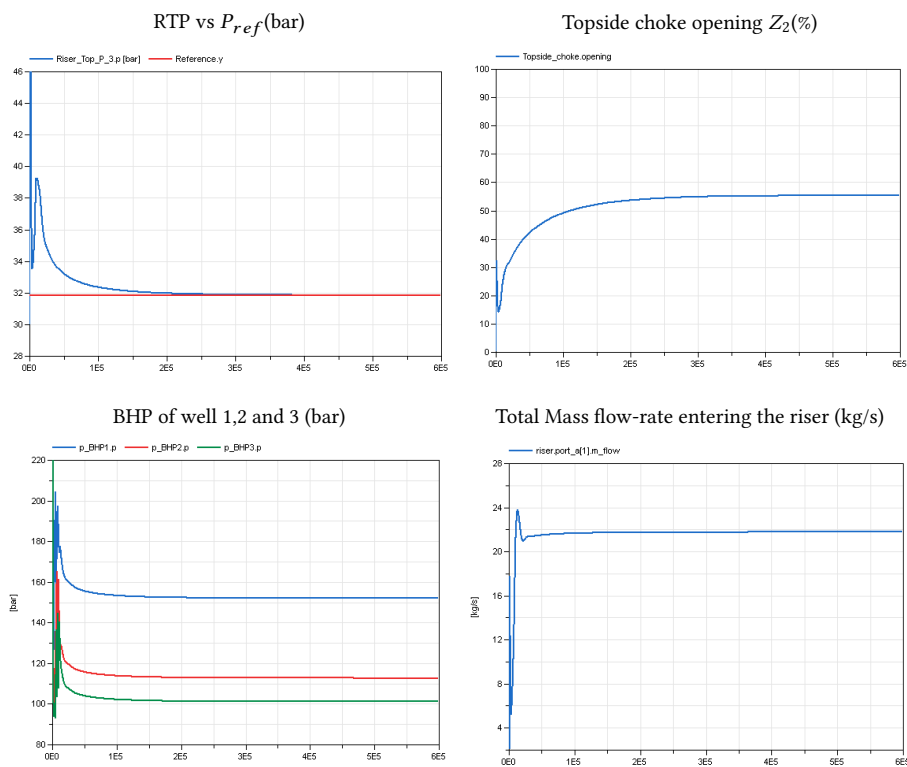 RTP vs P_ref(bar)
Riser_Top_P_3.p [bar] Reference.y
46
44
42
40
38
36
34
32
30
28
0E0 1E5 2E5 3E5 4E5 5E5 6E5
Topside choke opening Z₂(%)
Topside_choke.opening
100
90
80
70
60
50
40
30
20
10
0
0E0 1E5 2E5 3E5 4E5 5E5 6E5
BHP of well 1,2 and 3 (bar)
p_BHP1.p p_BHP2.p p_BHP3.p
220
200
180
160
[bar]
140
120
100
80
0E0 1E5 2E5 3E5 4E5 5E5 6E5
Total Mass flow-rate entering the riser (kg/s)
riser.port_a[1].m_flow
28
24
20
16
[kg/s]
12
8
4
0E0 1E5 2E5 3E5 4E5 5E5 6E5